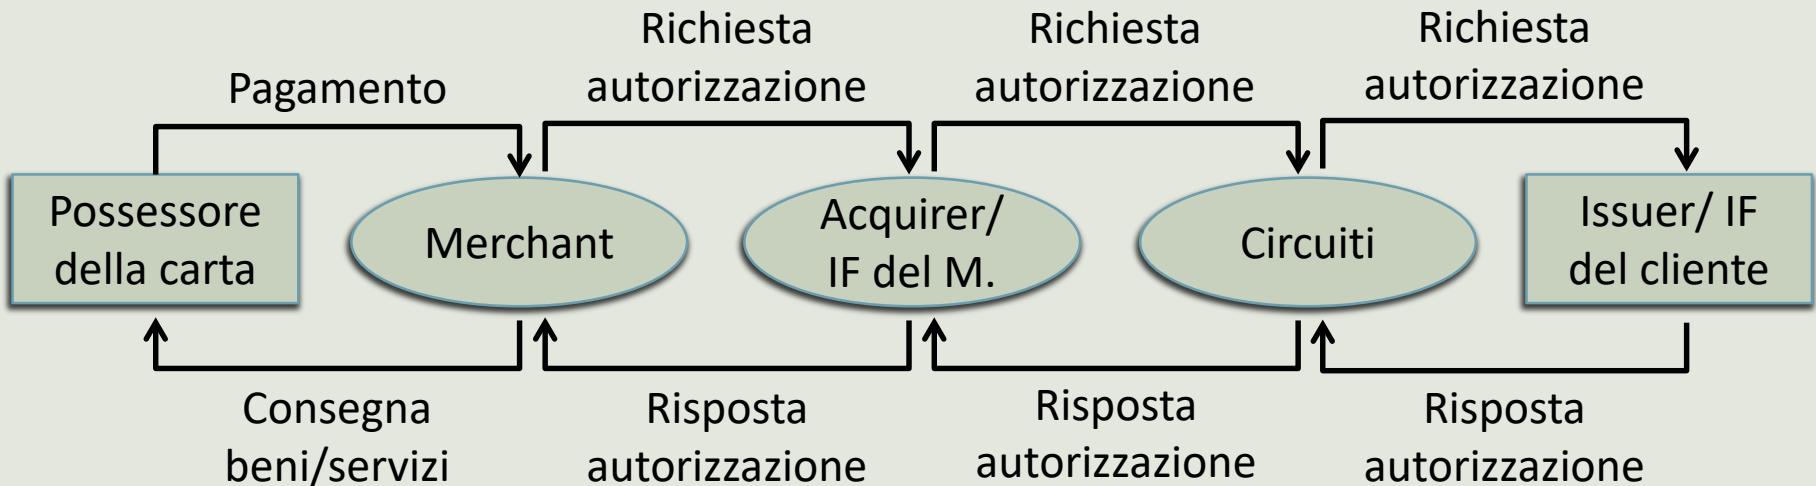 Pagamento
Richiesta
autorizzazione
Richiesta
autorizzazione
Richiesta
autorizzazione
Possessore
della carta
Merchant
Acquirer/
IF del M.
Circuiti
Issuer/ IF
del cliente
Consegna
beni/servizi
Risposta
autorizzazione
Risposta
autorizzazione
Risposta
autorizzazione